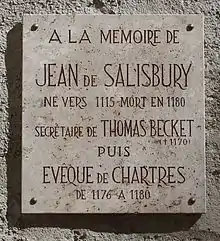 A LA MEMOIRE DE
JEAN DE SALISBURY
NE VERS 1115 MORT EN 1180
SECRÉTAIRE DE THOMAS BECKET
(† 1170)
PUIS
EVÊQUE DE CHARTRES
DE 1176 A 1180